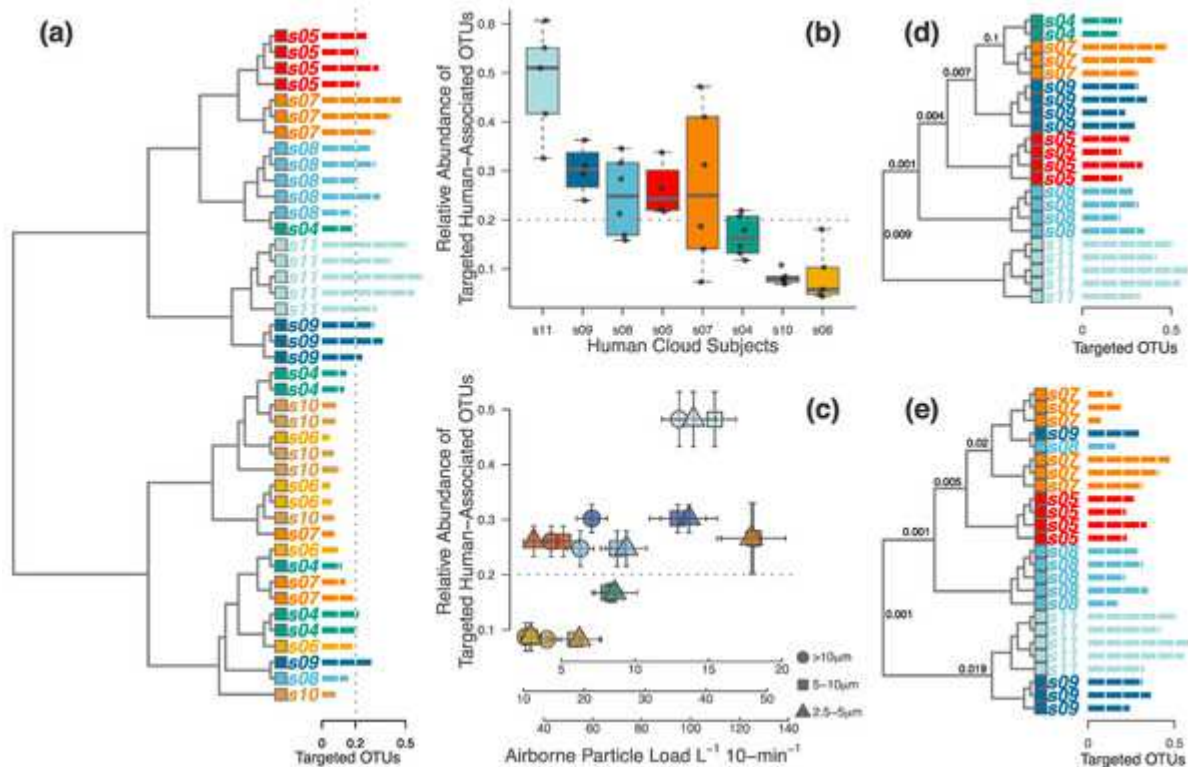 (a)
s05
s05
s05
s05
s07
s07
s07
s08
s08
s08
s08
s08
s04
s11
s11
s11
s11
s11
s09
s09
s09
s04
s04
s10
s10
s06
s10
s10
s06
s06
s10
s07
s06
s04
s07
s07
s04
s04
s06
s09
s08
s10
0 0.2 0.5
Targeted OTUs
(b)
Relative Abundance of
Targeted Human-Associated OTUs
0.1
0.2
0.3
s11 s09 s08 s05 s07 s04 s10 s06
Human Cloud Subjects
(c)
Relative Abundance of
Targeted Human-Associated OTUs
0.5
0.4
0.3
0.2
0.1
5 10 15 20
10 20 30 40 50
40 60 80 100 120 140
Airborne Particle Load L⁻¹ 10-min⁻¹
>10μm
5-10μm
2.5-5μm
(d)
0.1
0.007
0.004
0.001
0.009
s04
s04
s07
s07
s07
s09
s09
s09
s09
s05
s05
s05
s05
s08
s08
s08
s08
0 0.5
Targeted OTUs
(e)
0.02
0.005
0.001
0.001
0.019
s07
s07
s07
s09
s08
s07
s07
s07
s05
s05
s05
s05
s08
s08
s08
s08
s08
s09
s09
s09
0 0.5
Targeted OTUs